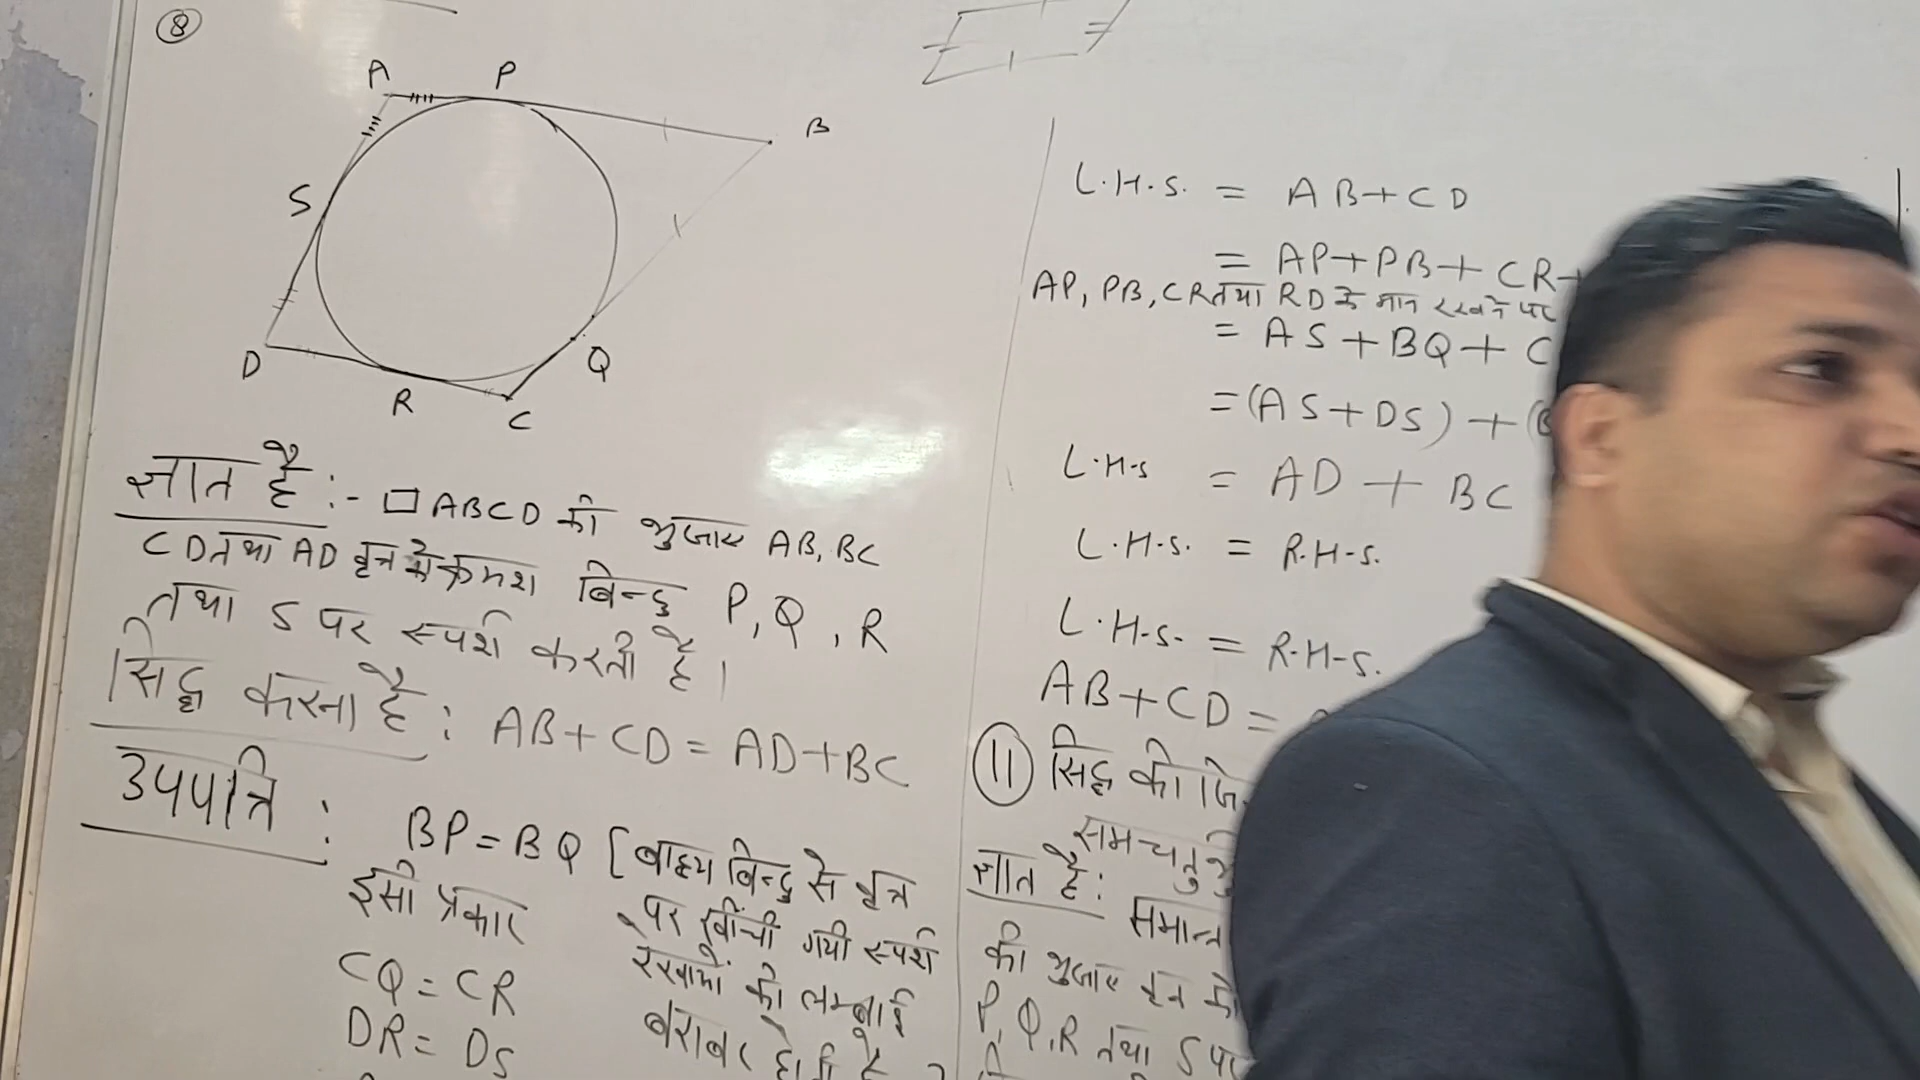 8
A P
B
S
D
Q
R
C
ज्ञात है :- □ABCD की भुजाए AB, BC
CD तथा AD वृत्त को क्रमश बिन्दु P, Q, R
तथा S पर स्पर्श करती है।
सिद्ध करना है : AB+CD = AD+BC
उपपत्ति : BP = BQ [बाह्य बिन्दु से वृत्त
इसी प्रकार पर खींची गयी स्पर्श
CQ = CR रेखाओं की लम्बाई
DR = DS बराबर होती है
L.H.S. = AB+CD
= AP+PB+CR+
AP, PB, CR तथा RD के मान रखने पर
= AS+BQ+C
=(AS+DS)+(B
L.H.S = AD+BC
L.H.S. = R.H.S.
L.H.S. = R.H.S.
AB+CD =
11 सिद्ध की
ज्ञात है:
की भुजाए वृत्त को
P, Q, R तथा S पर